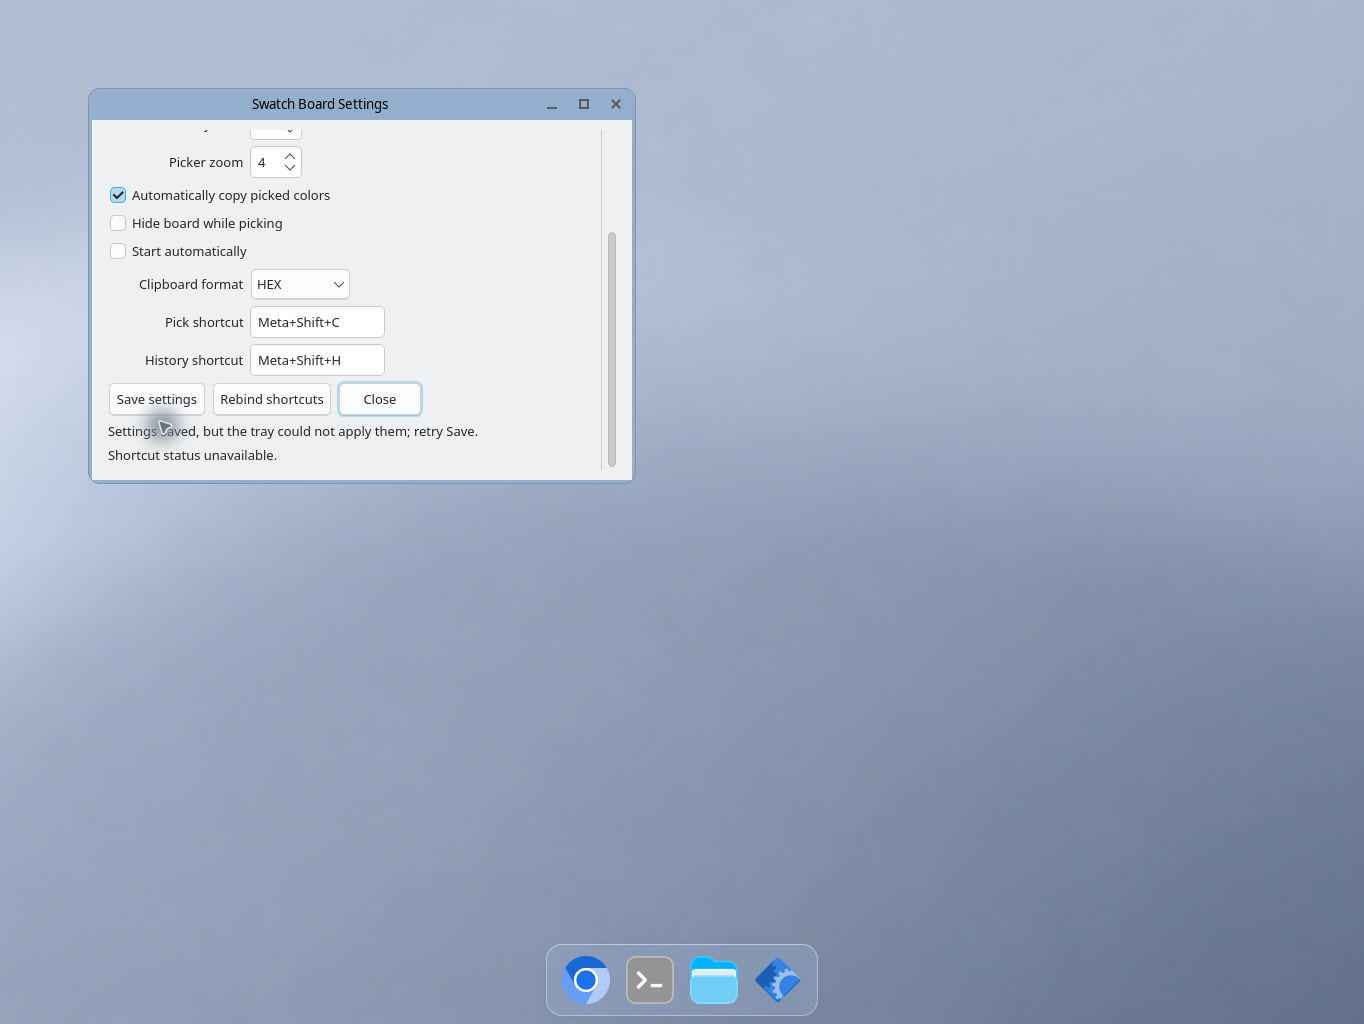 Swatch Board Settings
Picker zoom 4
Automatically copy picked colors
Hide board while picking
Start automatically
Clipboard format HEX
Pick shortcut Meta+Shift+C
History shortcut Meta+Shift+H
Save settings Rebind shortcuts Close
Settings saved, but the tray could not apply them; retry Save.
Shortcut status unavailable.